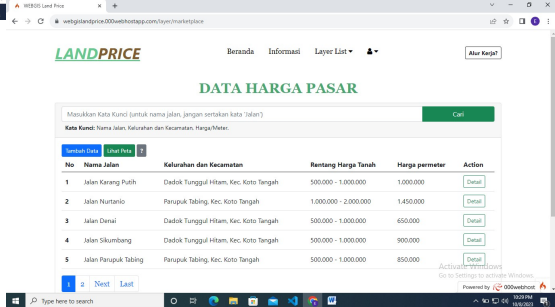 WEBGIS Land Price
webgislandprice.000webhostapp.com/layer/marketplace
LANDPRICE
Beranda Informasi Layer List
Alur Kerja?
DATA HARGA PASAR
Masukkan Kata Kunci (untuk nama jalan, jangan sertakan kata 'Jalan')
Cari
Kata Kunci: Nama Jalan, Kelurahan dan Kecamatan, Harga/Meter.
Tambah Data Lihat Peta ?
No Nama Jalan Kelurahan dan Kecamatan Rentang Harga Tanah Harga permeter Action
1 Jalan Karang Putih Dadok Tunggul Hitam, Kec. Koto Tangah 500.000 - 1.000.000 1.000.000 Detail
2 Jalan Nurtanio Parupuk Tabing, Kec. Koto Tangah 1.000.000 - 2.000.000 1.450.000 Detail
3 Jalan Denai Dadok Tunggul Hitam, Kec. Koto Tangah 500.000 - 1.000.000 650.000 Detail
4 Jalan Sikumbang Dadok Tunggul Hitam, Kec. Koto Tangah 500.000 - 1.000.000 900.000 Detail
5 Jalan Parupuk Tabing Parupuk Tabing, Kec. Koto Tangah 500.000 - 1.000.000 850.000 Detail
Activate Windows
Go to Settings to activate Windows.
1 2 Next Last
Powered by 000webhost
Type here to search
10:29 PM
10/8/2023